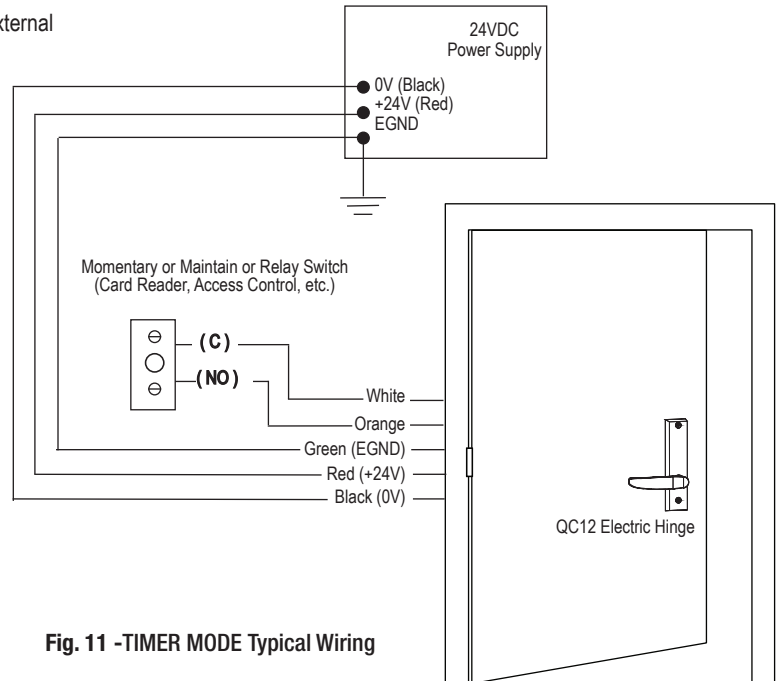 24VDC
Power Supply
0V (Black)
+24V (Red)
EGND
Momentary or Maintain or Relay Switch
(Card Reader, Access Control, etc.)
(C)
(NO)
White
Orange
Green (EGND)
Red (+24V)
Black (0V)
QC12 Electric Hinge
Fig. 11 -TIMER MODE Typical Wiring